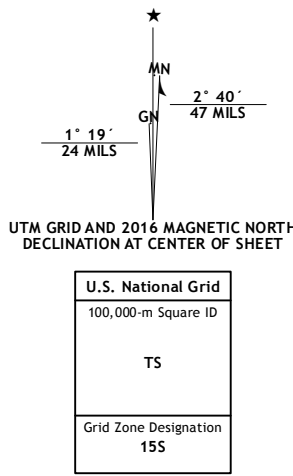 ★
MN
GN
2° 40´
47 MILS
1° 19´
24 MILS
UTM GRID AND 2016 MAGNETIC NORTH
DECLINATION AT CENTER OF SHEET
U.S. National Grid
100,000-m Square ID
TS
Grid Zone Designation
15S